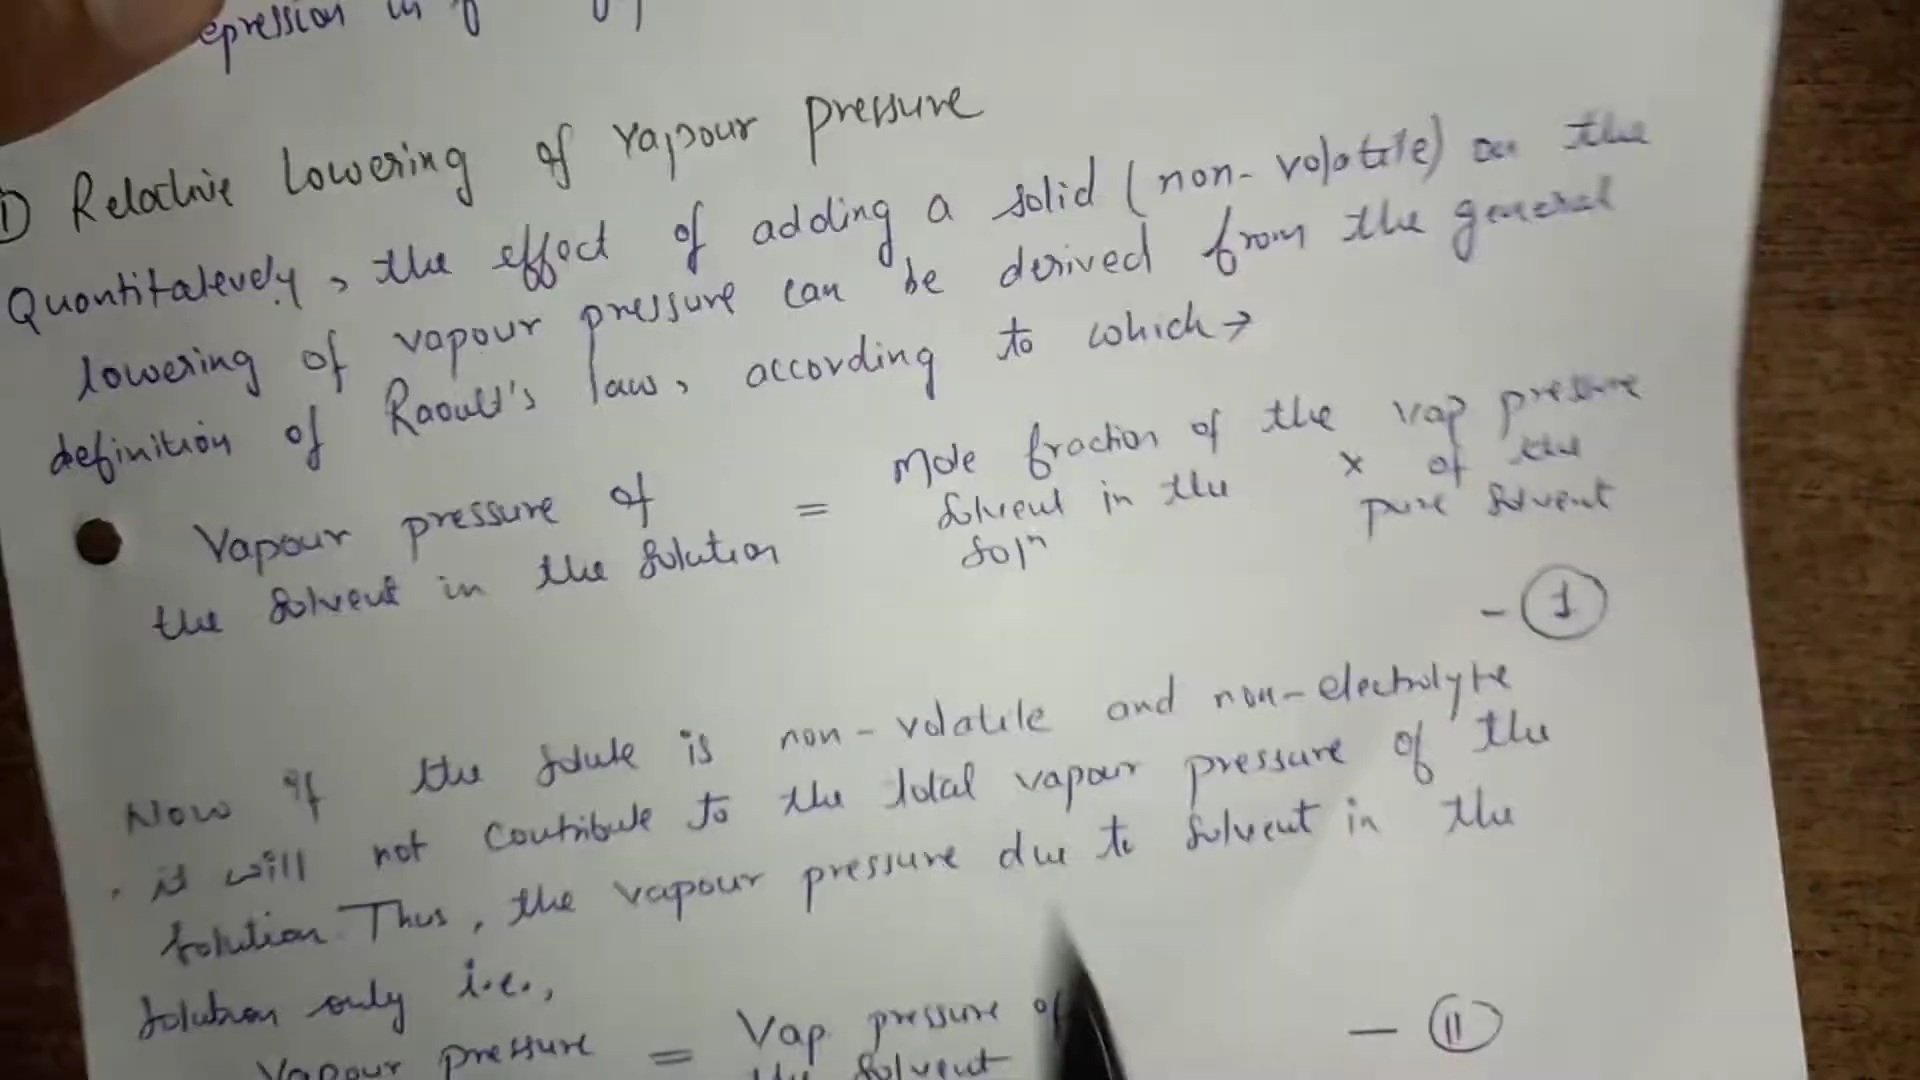 epression in
① Relative lowering of vapour pressure
Quantitatevely, the effect of adding a solid (non-volatile) on the
lowering of vapour pressure can be derived from the general
definition of Raoult's law, according to which →
Vapour pressure of the solvent in the solution = Mole fraction of the solvent in the solⁿ × vap pressure of the pure solvent
- ①
Now if the solute is non-volatile and non-electrolyte
it will not contribute to the total vapour pressure of the
solution. Thus, the vapour pressure due to solvent in the
solution only i.e.,
Vapour pressure = Vap. pressure of
solvent
- Ⅱ